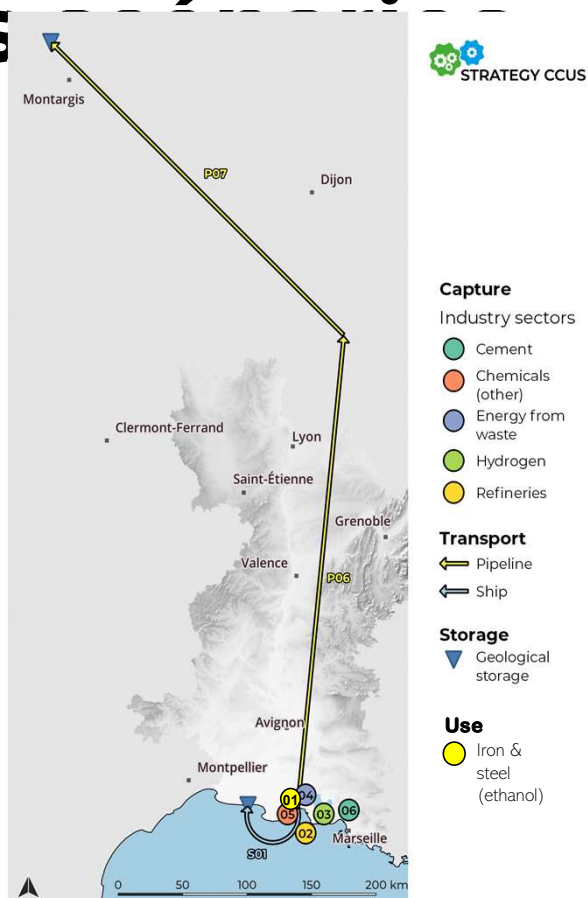 STRATEGY CCUS
Montargis
P07
Dijon
Capture
Industry sectors
Cement
Chemicals
(other)
Energy from
waste
Hydrogen
Refineries
Clermont-Ferrand
Lyon
Saint-Étienne
Grenoble
Valence
P06
Transport
Pipeline
Ship
Storage
Geological
storage
Use
Iron &
steel
(ethanol)
Avignon
Montpellier
01
04
05
03
06
02
Marseille
S01
0 50 100 150 200 km